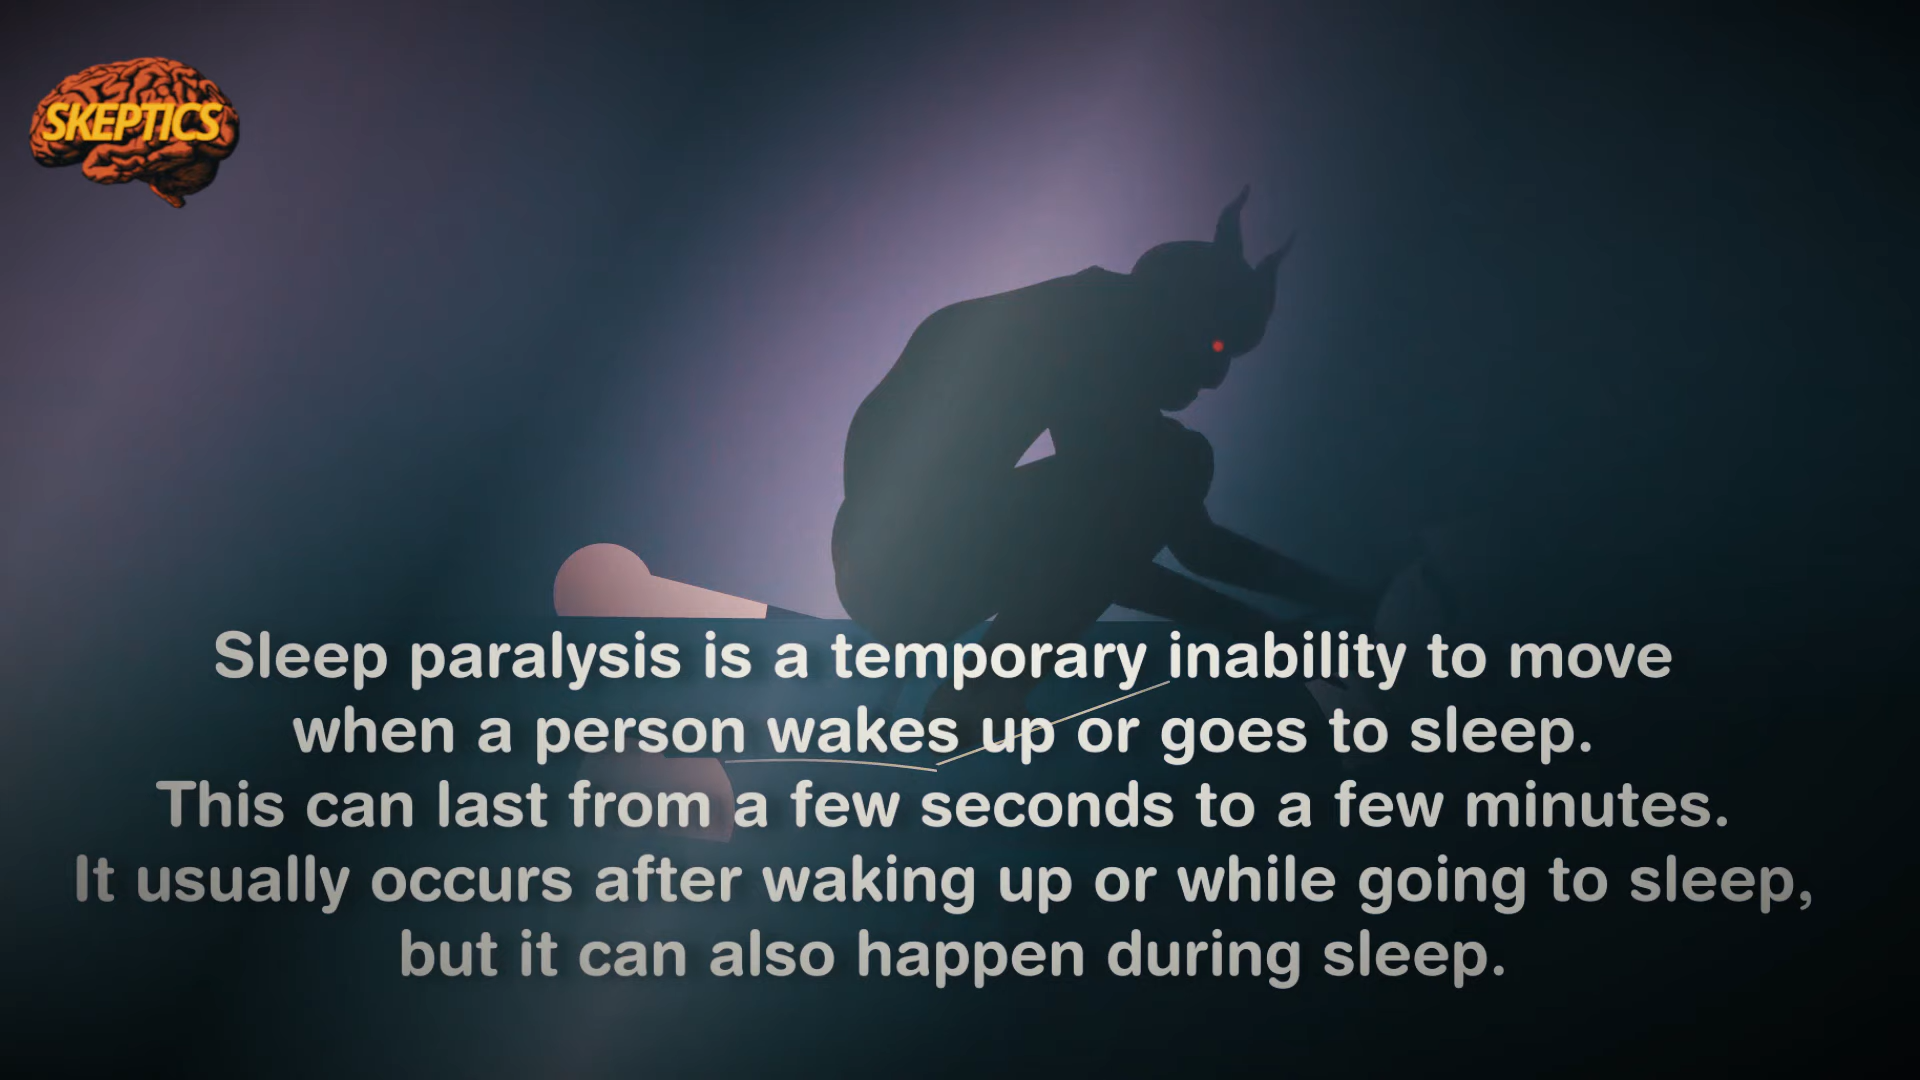 SKEPTICS
Sleep paralysis is a temporary inability to move
when a person wakes up or goes to sleep.
This can last from a few seconds to a few minutes.
It usually occurs after waking up or while going to sleep,
but it can also happen during sleep.